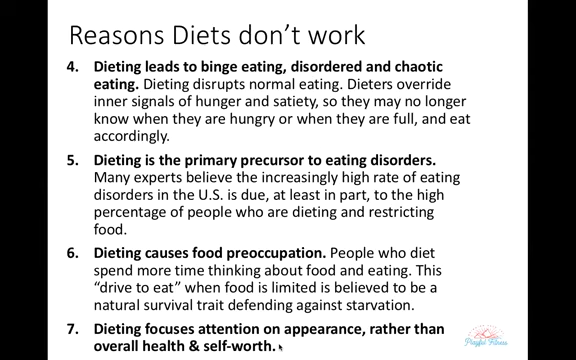 Reasons Diets don’t work
4. Dieting leads to binge eating, disordered and chaotic
eating. Dieting disrupts normal eating. Dieters override
inner signals of hunger and satiety, so they may no longer
know when they are hungry or when they are full, and eat
accordingly.
5. Dieting is the primary precursor to eating disorders.
Many experts believe the increasingly high rate of eating
disorders in the U.S. is due, at least in part, to the high
percentage of people who are dieting and restricting
food.
6. Dieting causes food preoccupation. People who diet
spend more time thinking about food and eating. This
“drive to eat” when food is limited is believed to be a
natural survival trait defending against starvation.
7. Dieting focuses attention on appearance, rather than
overall health & self-worth.
Playful Fitness